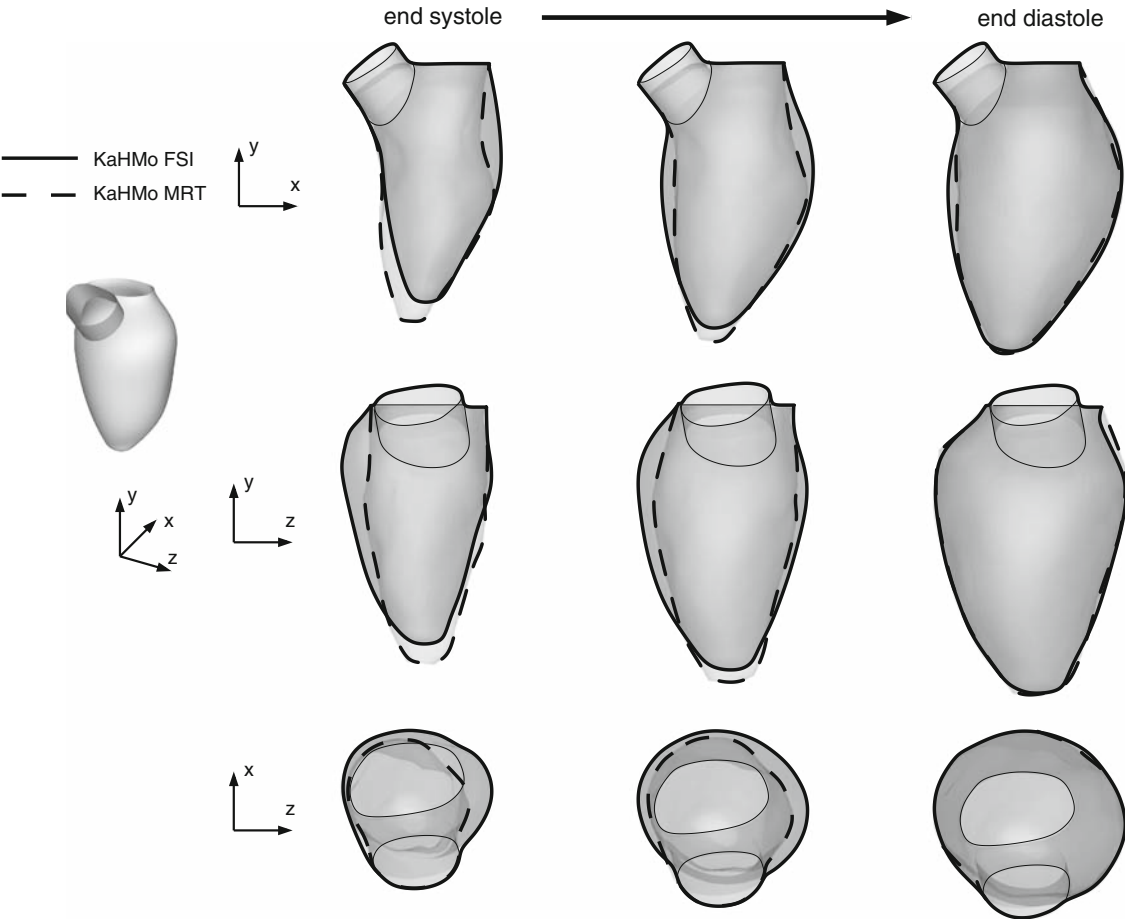 end systole
end diastole
KaHMo FSI
KaHMo MRT
y
x
y
x
z
y
z
x
z